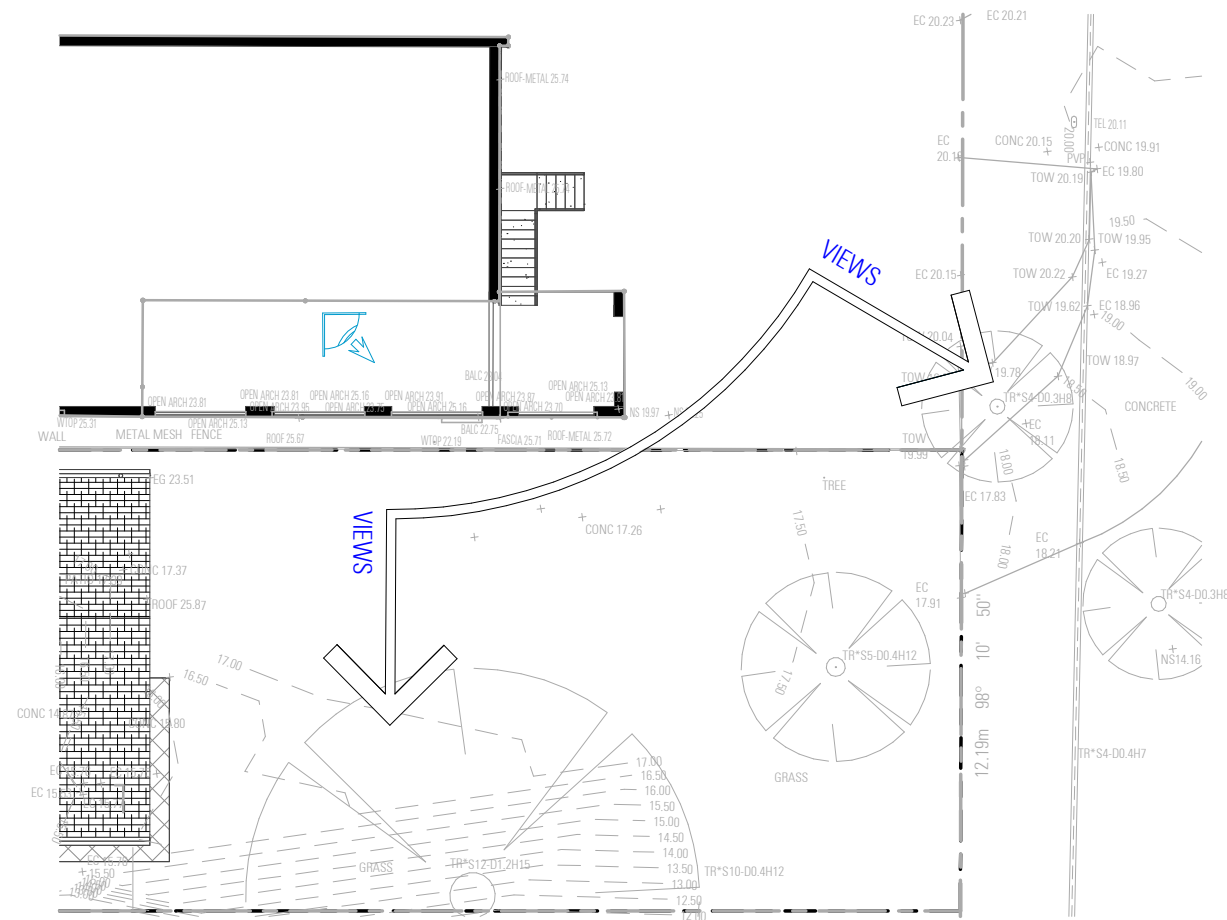 EC 20.23
EC 20.21
ROOF-METAL 25.74
TEL 20.11
20.00
EC
CONC 20.15
CONC 19.91
PVP
EC 19.80
TOW 20.19
19.50
TOW 20.20
TOW 19.95
VIEWS
EC 20.15
TOW 20.22
EC 19.27
TOW 19.62
EC 18.96
19.00
TOW 18.97
19.78
19.00
TR*S4-D0.3H8
CONCRETE
EC
18.11
OPEN ARCH 23.81
OPEN ARCH 23.81
OPEN ARCH 25.16
OPEN ARCH 23.91
OPEN ARCH 25.13
OPEN ARCH 23.95
OPEN ARCH 25.16
OPEN ARCH 23.87
OPEN ARCH 23.70
OPEN ARCH 25.13
NS 19.97
WTOP 25.31
WALL
METAL MESH FENCE
ROOF 25.67
WTOP 22.19
BALC 22.75
FASCIA 25.71
ROOF-METAL 25.72
TOW
19.99
18.00
18.50
PEG 23.51
TREE
EC 17.83
VIEWS
CONC 17.26
17.50
EC
18.21
18.00
ROOF 25.87
EC
17.91
TR*S4-D0.3H8
17.00
16.50
TR*S5-D0.4H12
17.50
NS14.16
12.19m 98° 10' 50"
TR*S4-D0.4H7
GRASS
17.00
16.50
16.00
15.50
15.00
14.50
14.00
13.50
13.00
12.50
12.00
GRASS
TR*S12-D1.2H15
TR*S10-D0.4H12
15.50